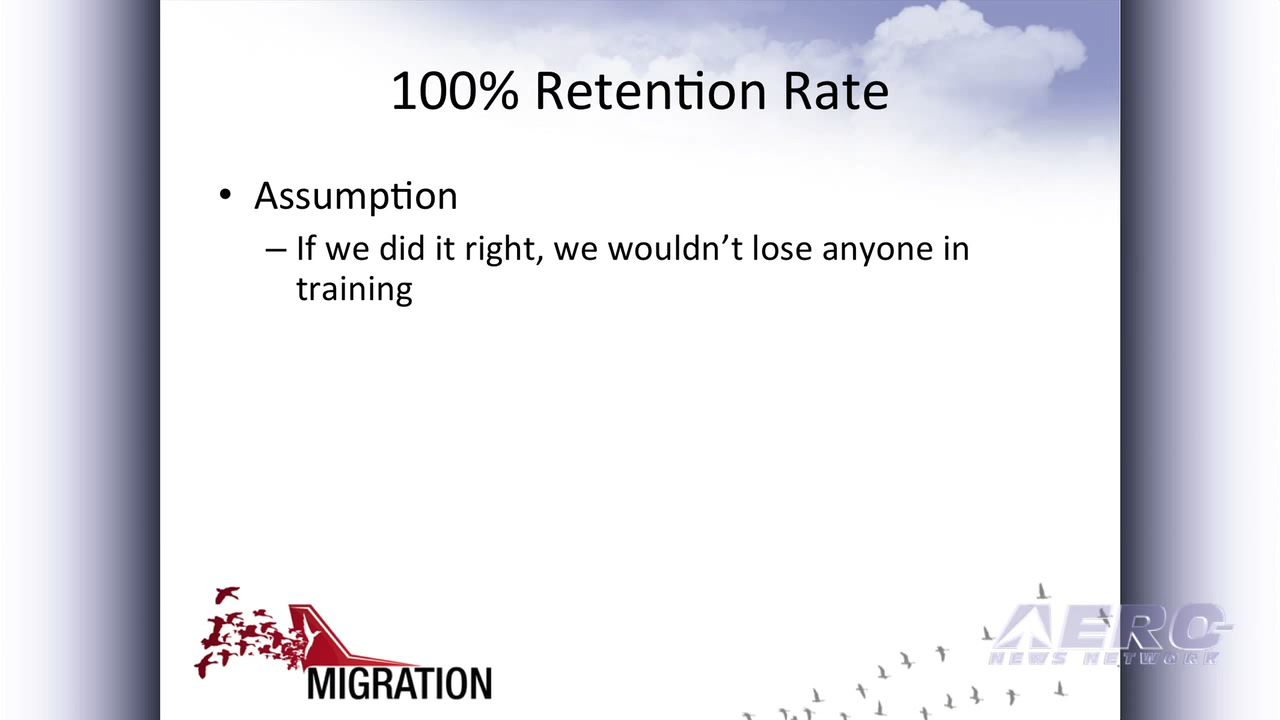 100% Retention Rate
• Assumption
– If we did it right, we wouldn’t lose anyone in
training
MIGRATION
AERO
NEWS NETWORK